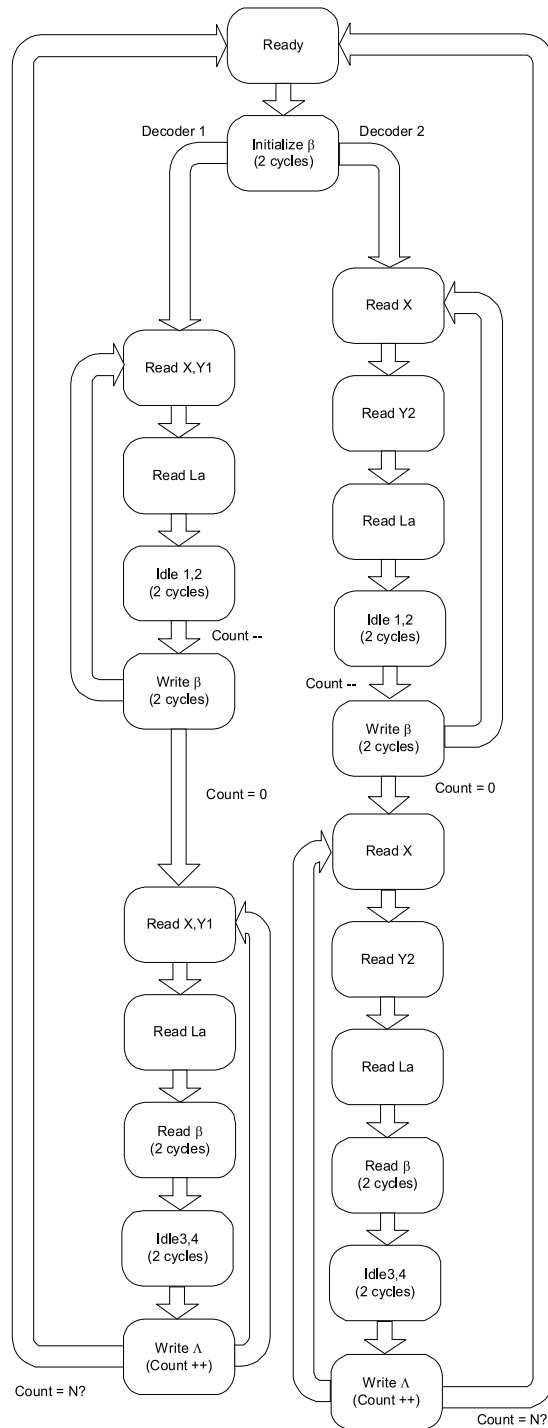 Ready
Decoder 1
Initialize β
(2 cycles)
Decoder 2
Read X,Y1
Read La
Idle 1,2
(2 cycles)
Count --
Write β
(2 cycles)
Count = 0
Read X,Y1
Read La
Read β
(2 cycles)
Idle3,4
(2 cycles)
Write Λ
(Count ++)
Count = N?
Read X
Read Y2
Read La
Idle 1,2
(2 cycles)
Count --
Write β
(2 cycles)
Count = 0
Read X
Read Y2
Read La
Read β
(2 cycles)
Idle3,4
(2 cycles)
Write Λ
(Count ++)
Count = N?